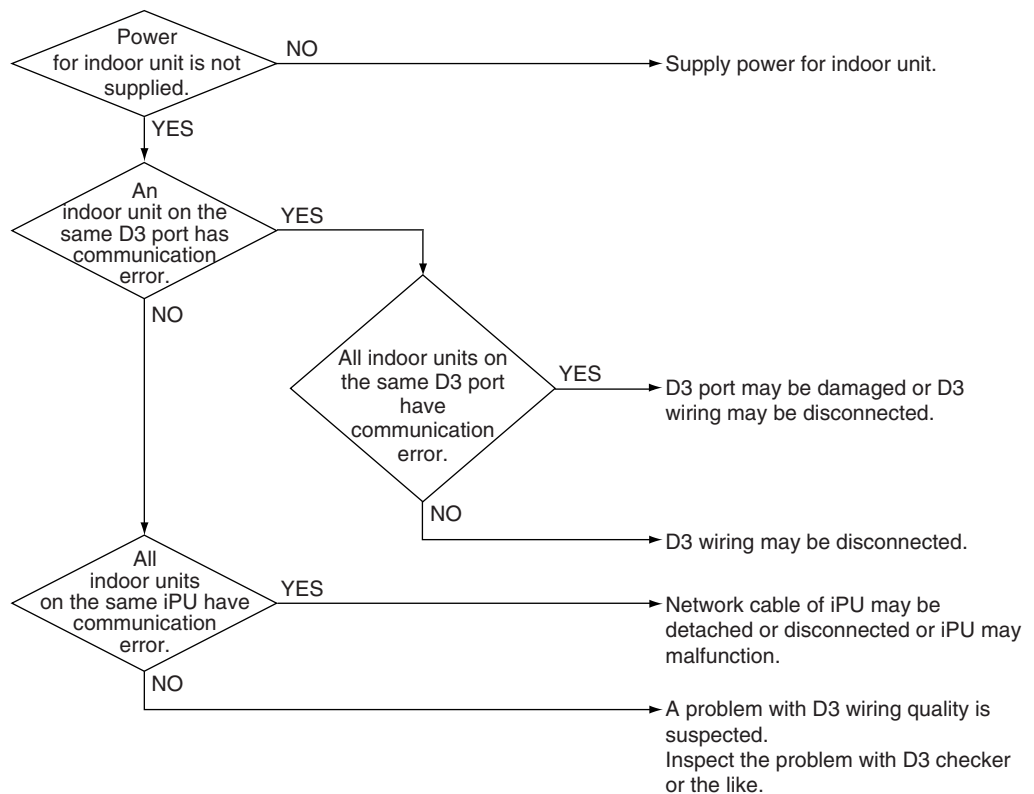 Power
for indoor unit is not
supplied.
NO
Supply power for indoor unit.
YES
An
indoor unit on the
same D3 port has
communication
error.
YES
NO
All indoor units on
the same D3 port
have
communication
error.
YES
D3 port may be damaged or D3
wiring may be disconnected.
NO
D3 wiring may be disconnected.
All
indoor units
on the same iPU have
communication
error.
YES
Network cable of iPU may be
detached or disconnected or iPU may
malfunction.
NO
A problem with D3 wiring quality is
suspected.
Inspect the problem with D3 checker
or the like.